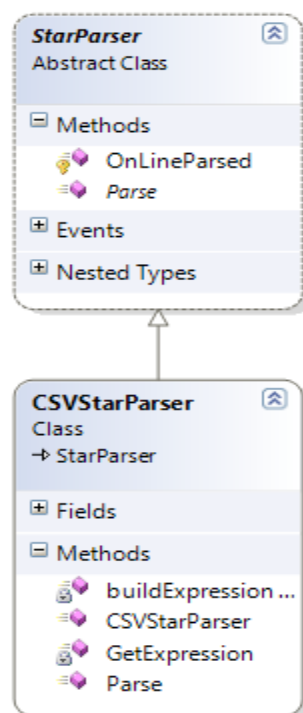 StarParser
Abstract Class
Methods
OnLineParsed
Parse
Events
Nested Types
CSVStarParser
Class
StarParser
Fields
Methods
buildExpression ...
CSVStarParser
GetExpression
Parse